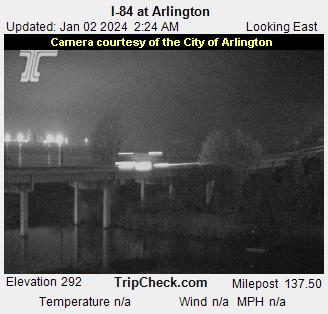 I-84 at Arlington
Updated: Jan 02 2024 2:24 AM Looking East
Camera courtesy of the City of Arlington
Elevation 292 TripCheck.com Milepost 137.50
Temperature n/a Wind n/a MPH n/a